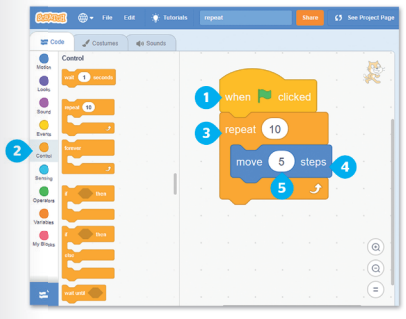 SCRATCH File Edit Tutorials repeat Share See Project Page
Code Costumes Sounds
Motion
Looks
Sound
Events
Control
Sensing
Operators
Variables
My Blocks
Control
wait 1 seconds
repeat 10
forever
if then
if then
else
wait until
1 when clicked
2
3 repeat 10
move 5 steps 4
5